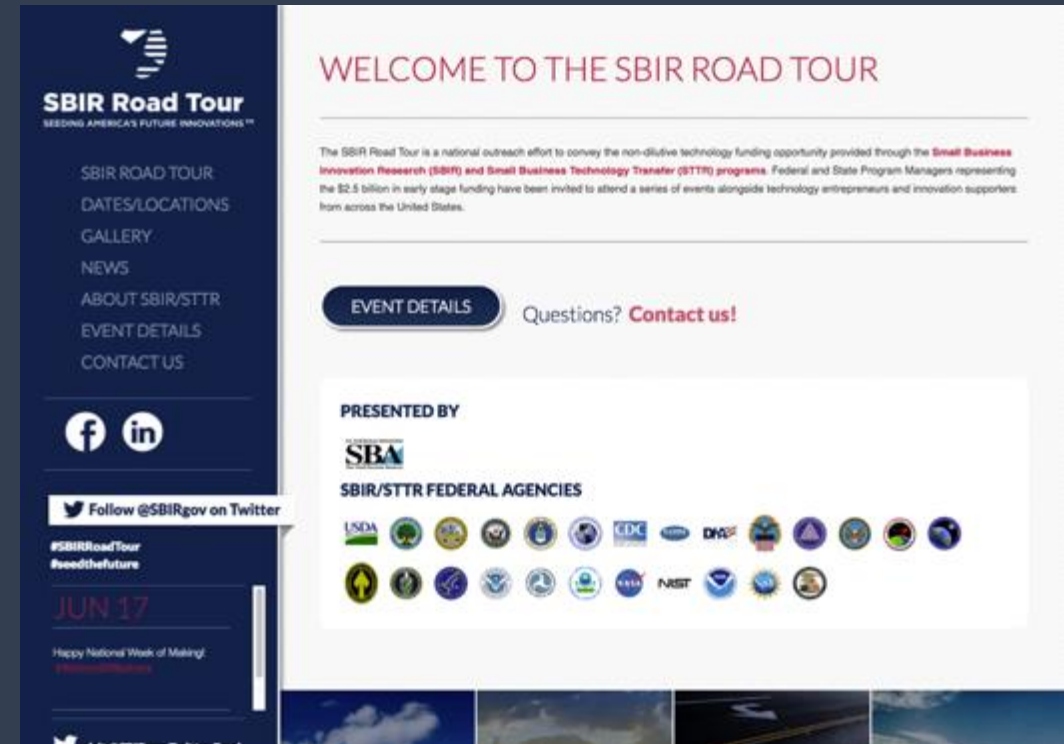 SBIR Road Tour
SEEDING AMERICA'S FUTURE INNOVATIONS™
SBIR ROAD TOUR
DATES/LOCATIONS
GALLERY
NEWS
ABOUT SBIR/STTR
EVENT DETAILS
CONTACT US
Follow @SBIRgov on Twitter
#SBIRRoadTour
#seedthefuture
JUN 17
Happy National Week of Making!
WELCOME TO THE SBIR ROAD TOUR
The SBIR Road Tour is a national outreach effort to convey the non-dilutive technology funding opportunity provided through the Small Business
Innovation Research (SBIR) and Small Business Technology Transfer (STTR) programs. Federal and State Program Managers representing
the $2.5 billion in early stage funding have been invited to attend a series of events alongside technology entrepreneurs and innovation supporters
from across the United States.
EVENT DETAILS
Questions? Contact us!
PRESENTED BY
SBA
SBIR/STTR FEDERAL AGENCIES
USDA
CDC
NASA
NIST